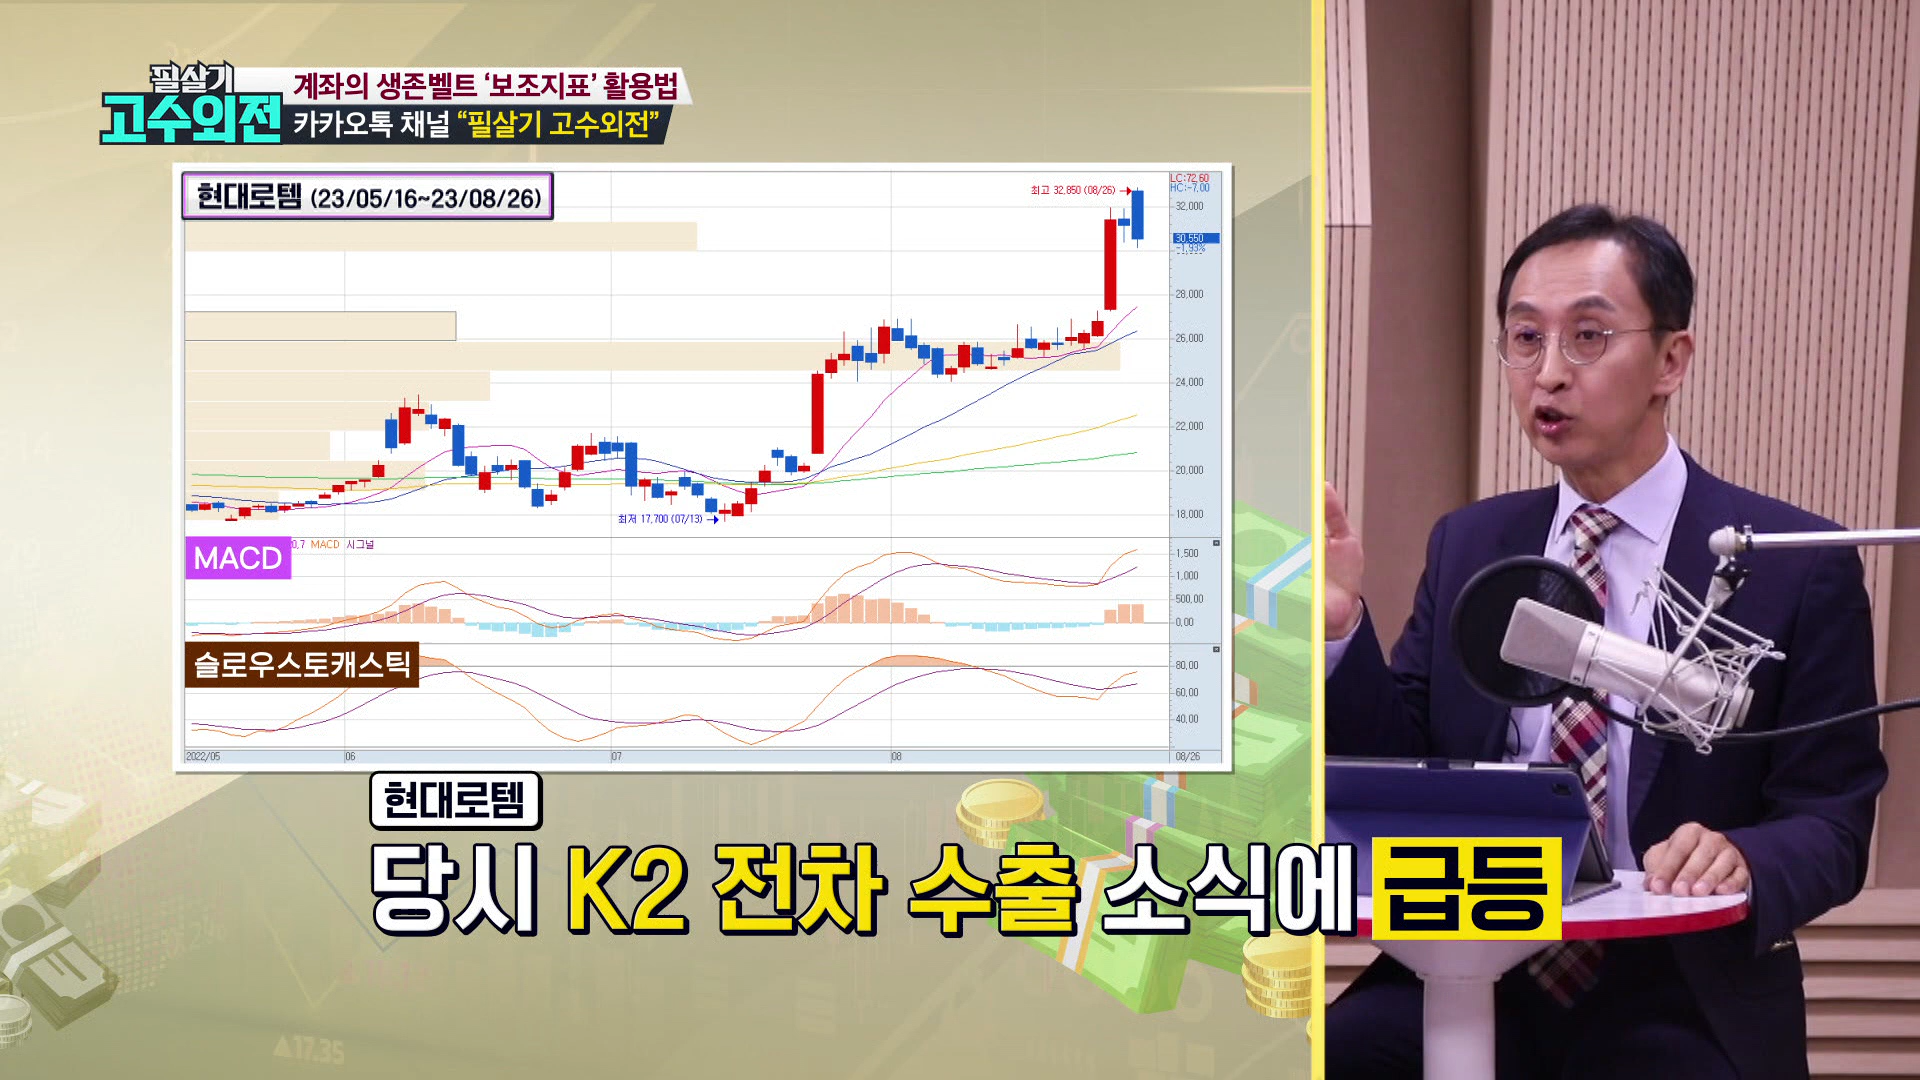 필살기
고수외전
계좌의 생존벨트 ‘보조지표’ 활용법
카카오톡 채널 “필살기 고수외전”
현대로템 (23/05/16~23/08/26)
최고 32,850 (08/26)
LC:72,60
HC:-7,00
32,000
30,550
-1,93%
28,000
26,000
24,000
22,000
20,000
18,000
최저 17,700 (07/13)
MACD
MACD 시그널
1,500
1,000
500,00
0,00
슬로우스토캐스틱
80,00
60,00
40,00
2022/05 06 07 08 08/26
현대로템
당시 K2 전차 수출 소식에 급등
▲17.35